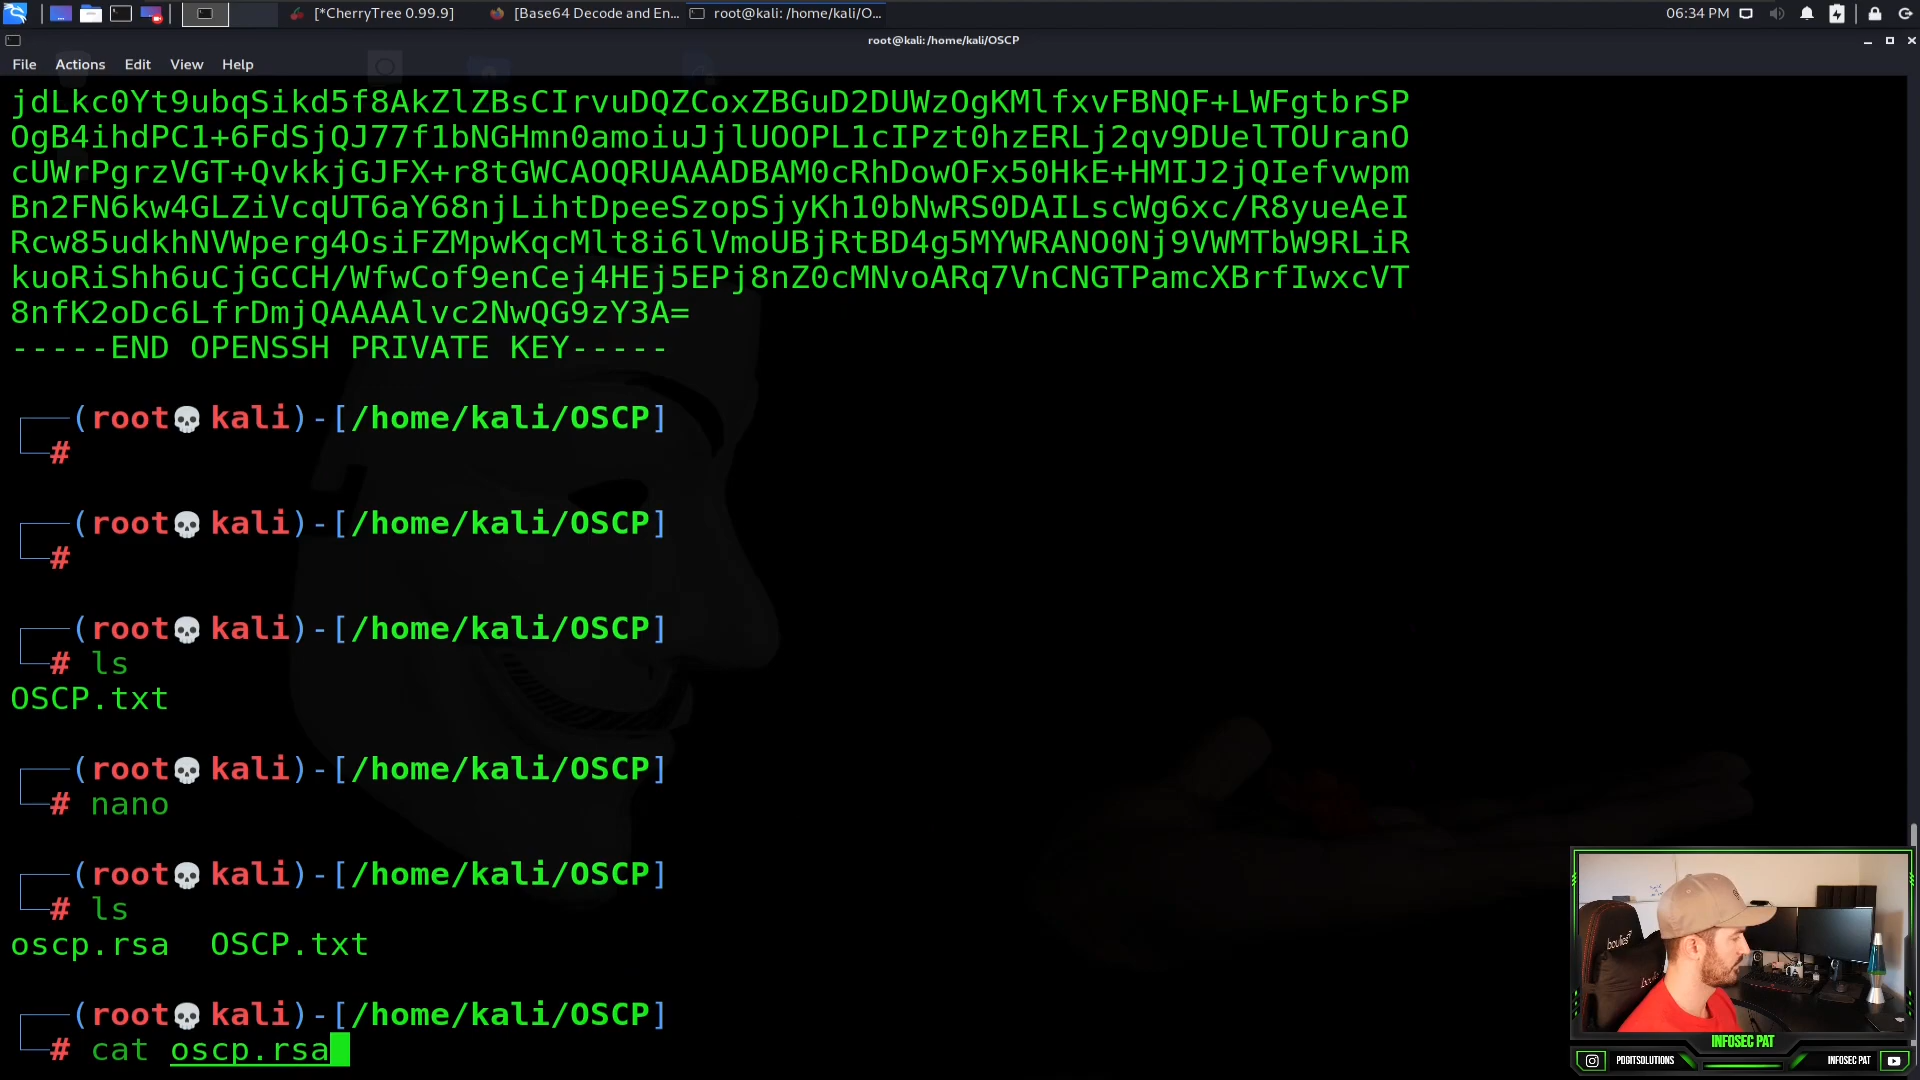 [*CherryTree 0.99.9]
[Base64 Decode and En...
root@kali: /home/kali/O...
06:34 PM
root@kali: /home/kali/OSCP
File Actions Edit View Help
jdLkc0Yt9ubqSikd5f8AkZlZBsCIrvuDQZCoxZBGuD2DUWzOgKMlfxvFBNQF+LWFgtbrSP
OgB4ihdPC1+6FdSjQJ77f1bNGHmn0amoiuJjlUOOPL1cIPzt0hzERLj2qv9DUelTOUranO
cUWrPgrzVGT+QvkkjGJFX+r8tGWCAOQRUAAADBAM0cRhDowOFx50HkE+HMIJ2jQIefvwpm
Bn2FN6kw4GLZiVcqUT6aY68njLihtDpeeSzopSjyKh10bNwRS0DAILscWg6xc/R8yueAeI
Rcw85udkhNVWperg4OsiFZMpwKqcMlt8i6lVmoUBjRtBD4g5MYWRANO0Nj9VWMTbW9RLiR
kuoRiShh6uCjGCCH/WfwCof9enCej4HEj5EPj8nZ0cMNvoARq7VnCNGTPamcXBrfIwxcVT
8nfK2oDc6LfrDmjQAAAAlvc2NwQG9zY3A=
-----END OPENSSH PRIVATE KEY-----
(root💀kali)-[/home/kali/OSCP]
#
(root💀kali)-[/home/kali/OSCP]
#
(root💀kali)-[/home/kali/OSCP]
# ls
OSCP.txt
(root💀kali)-[/home/kali/OSCP]
# nano
(root💀kali)-[/home/kali/OSCP]
# ls
oscp.rsa OSCP.txt
(root💀kali)-[/home/kali/OSCP]
# cat oscp.rsa
INFOSEC PAT
PODITSOLUTIONS
INFOSEC PAT